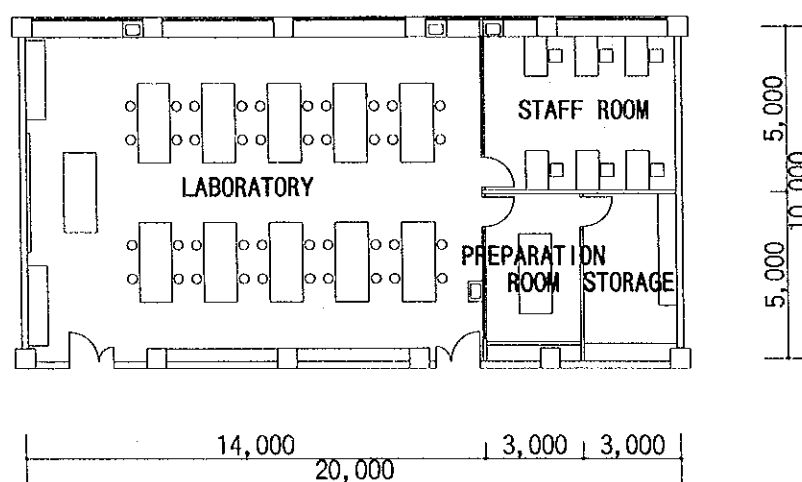 STAFF ROOM
LABORATORY
PREPARATION
ROOM
STORAGE
5,000
10,000
5,000
14,000
3,000
3,000
20,000